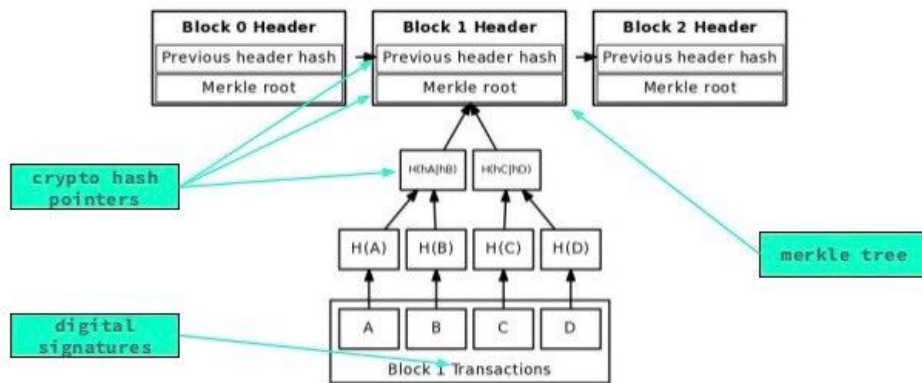 Block 0 Header
Previous header hash
Merkle root
Block 1 Header
Previous header hash
Merkle root
Block 2 Header
Previous header hash
Merkle root
crypto hash
pointers
H(hA|hB)
H(hC|hD)
H(A)
H(B)
H(C)
H(D)
merkle tree
digital
signatures
A
B
C
D
Block 1 Transactions